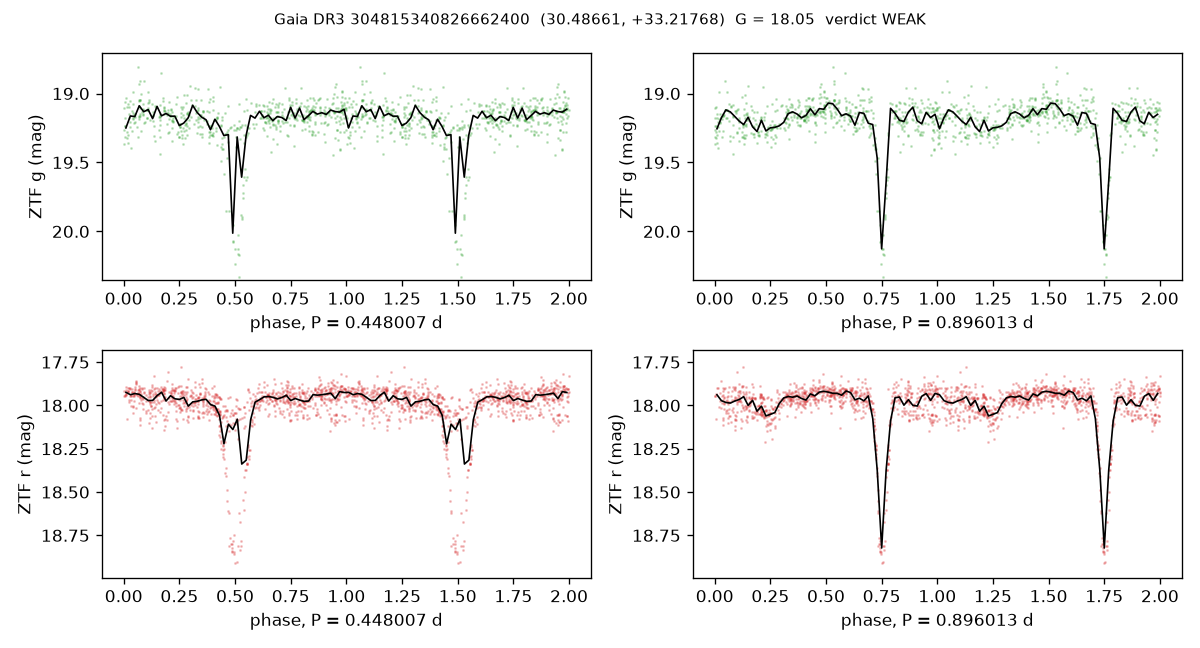 Gaia DR3 304815340826662400  (30.48661, +33.21768)  G = 18.05  verdict WEAK
ZTF g (mag)
19.0
19.5
20.0
0.00 0.25 0.50 0.75 1.00 1.25 1.50 1.75 2.00
phase, P = 0.448007 d
ZTF g (mag)
19.0
19.5
20.0
0.00 0.25 0.50 0.75 1.00 1.25 1.50 1.75 2.00
phase, P = 0.896013 d
ZTF r (mag)
17.75
18.00
18.25
18.50
18.75
0.00 0.25 0.50 0.75 1.00 1.25 1.50 1.75 2.00
phase, P = 0.448007 d
ZTF r (mag)
17.75
18.00
18.25
18.50
18.75
0.00 0.25 0.50 0.75 1.00 1.25 1.50 1.75 2.00
phase, P = 0.896013 d